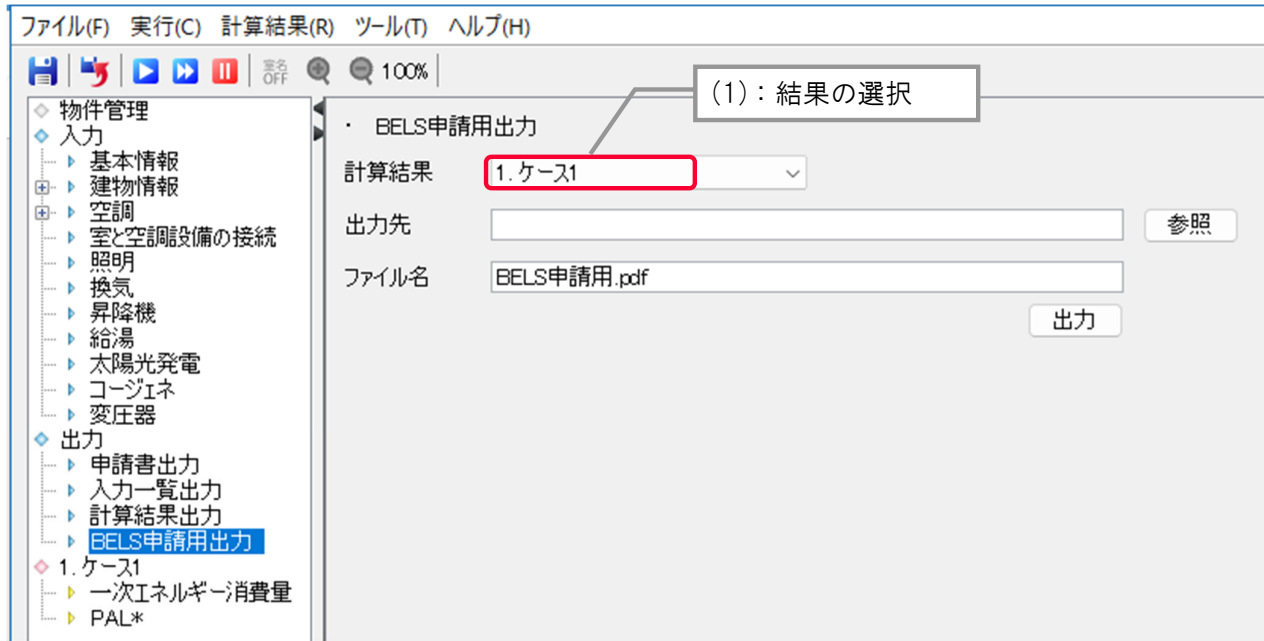 ファイル(F) 実行(C) 計算結果(R) ツール(T) ヘルプ(H)
室名 OFF 100%
(1)：結果の選択
物件管理
入力
基本情報
建物情報
空調
室と空調設備の接続
照明
換気
昇降機
給湯
太陽光発電
コージェネ
変圧器
出力
申請書出力
入力一覧出力
計算結果出力
BELS申請用出力
1. ケース1
一次エネルギー消費量
PAL*
・ BELS申請用出力
計算結果 1. ケース1
出力先 参照
ファイル名 BELS申請用.pdf
出力